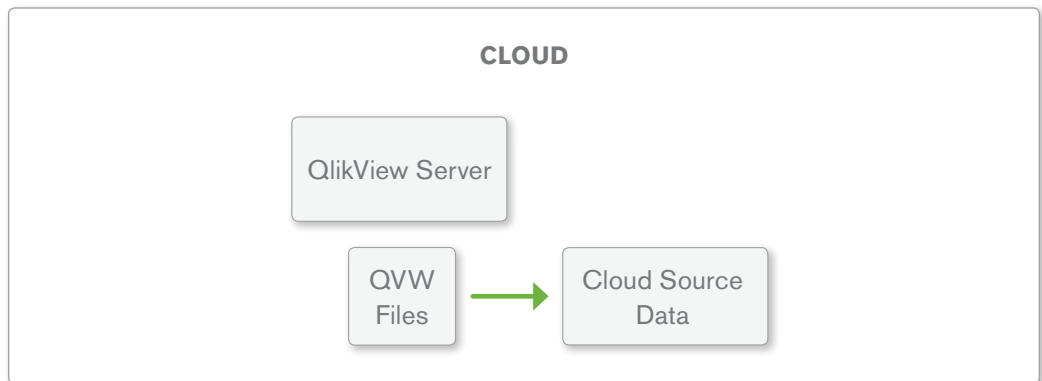 CLOUD
QlikView Server
QVW
Files
Cloud Source
Data